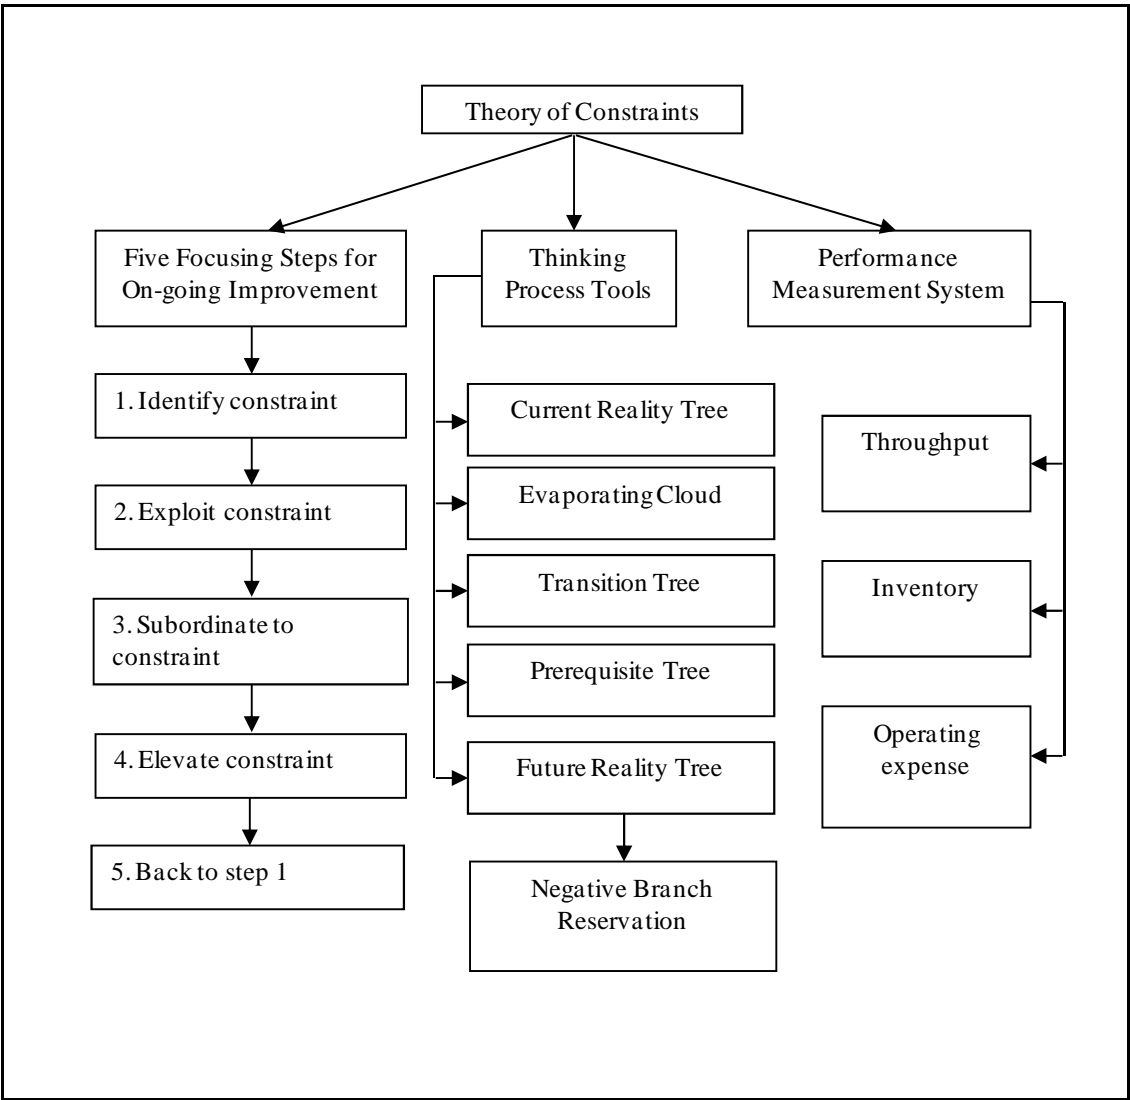 Theory of Constraints
Five Focusing Steps for
On-going Improvement
1. Identify constraint
2. Exploit constraint
3. Subordinate to
constraint
4. Elevate constraint
5. Back to step 1
Thinking
Process Tools
Current Reality Tree
Evaporating Cloud
Transition Tree
Prerequisite Tree
Future Reality Tree
Negative Branch
Reservation
Performance
Measurement System
Throughput
Inventory
Operating
expense